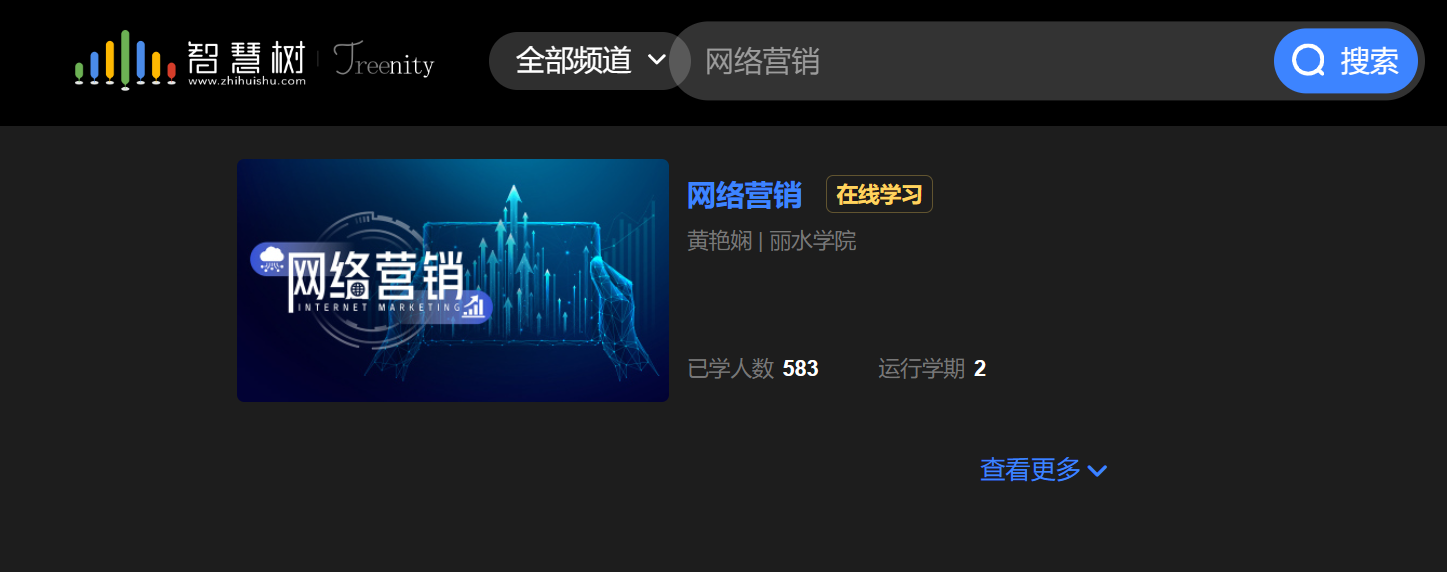 智慧树 Treenity 全部频道 网络营销 搜索
www.zhihuishu.com
网络营销 在线学习
黄艳娴 | 丽水学院
网络营销
INTERNET MARKETING
已学人数 583 运行学期 2
查看更多